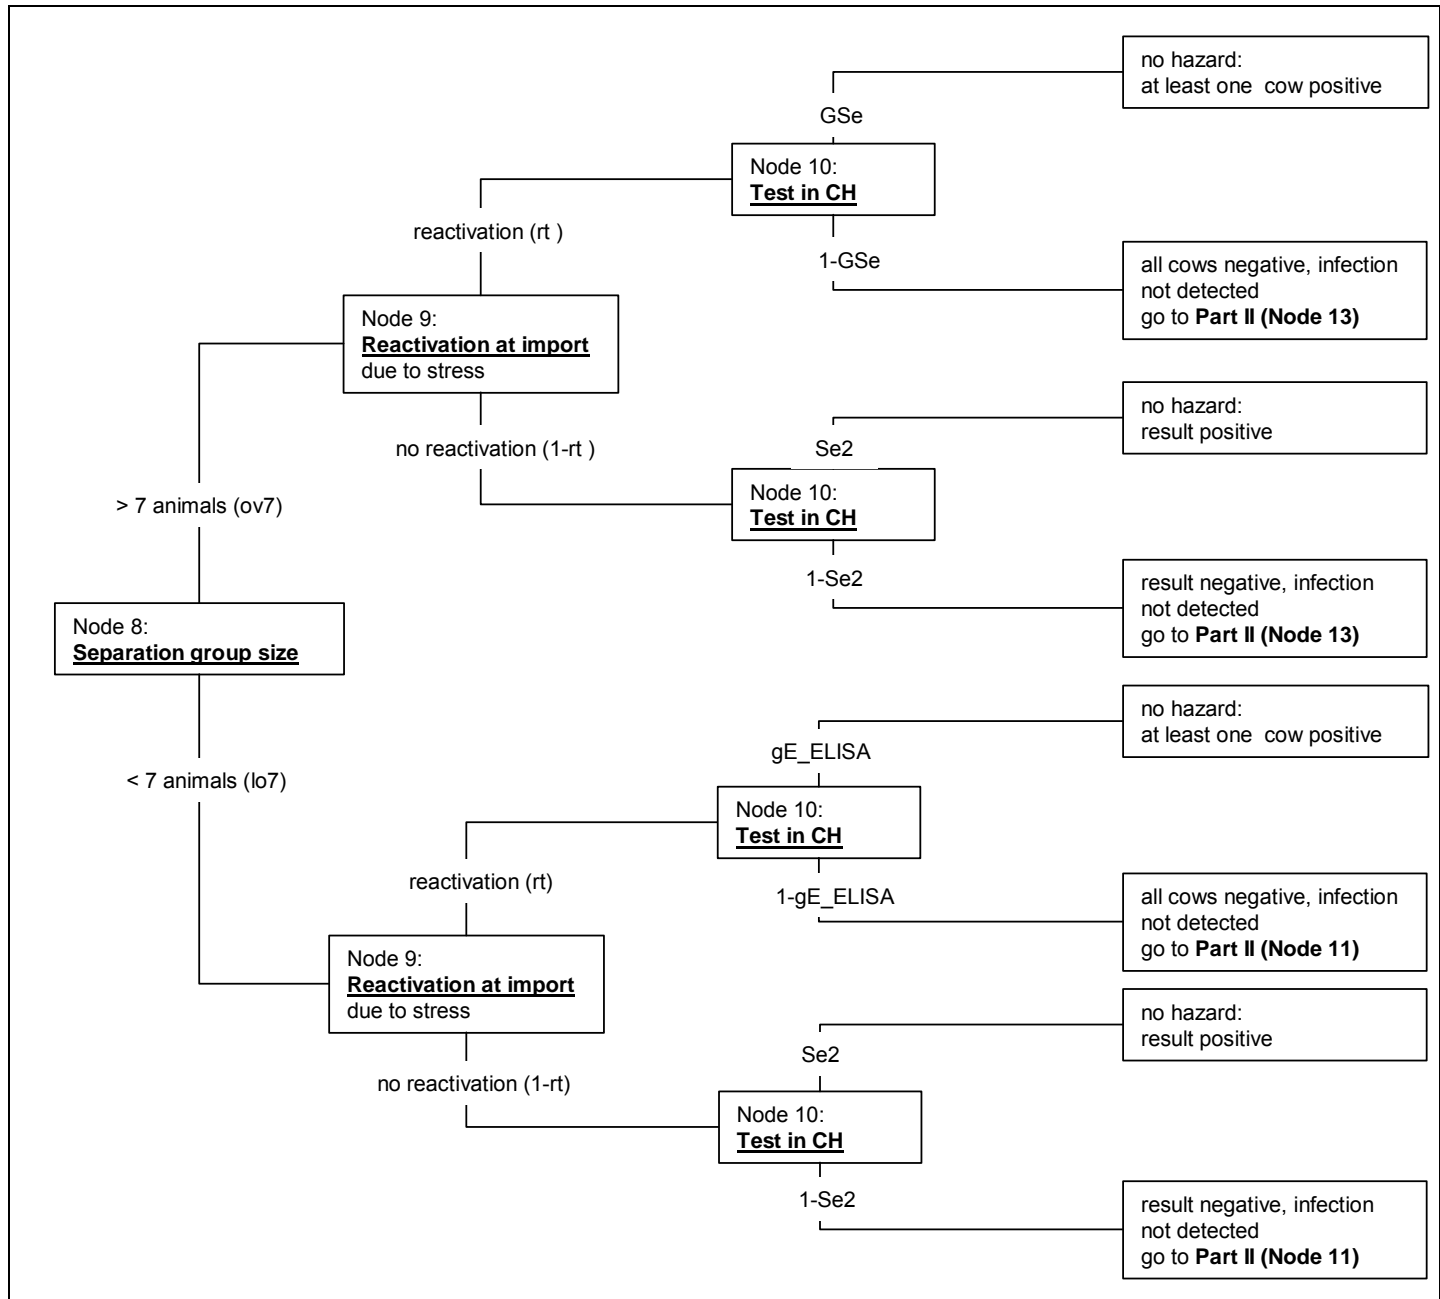 no hazard:
at least one cow positive
GSe
Node 10:
Test in CH
reactivation (rt )
1-GSe
all cows negative, infection
not detected
go to Part II (Node 13)
Node 9:
Reactivation at import
due to stress
no hazard:
result positive
no reactivation (1-rt )
Se2
Node 10:
Test in CH
> 7 animals (ov7)
1-Se2
result negative, infection
not detected
go to Part II (Node 13)
Node 8:
Separation group size
no hazard:
at least one cow positive
gE_ELISA
< 7 animals (lo7)
Node 10:
Test in CH
reactivation (rt)
1-gE_ELISA
all cows negative, infection
not detected
go to Part II (Node 11)
Node 9:
Reactivation at import
due to stress
no hazard:
result positive
Se2
no reactivation (1-rt)
Node 10:
Test in CH
1-Se2
result negative, infection
not detected
go to Part II (Node 11)